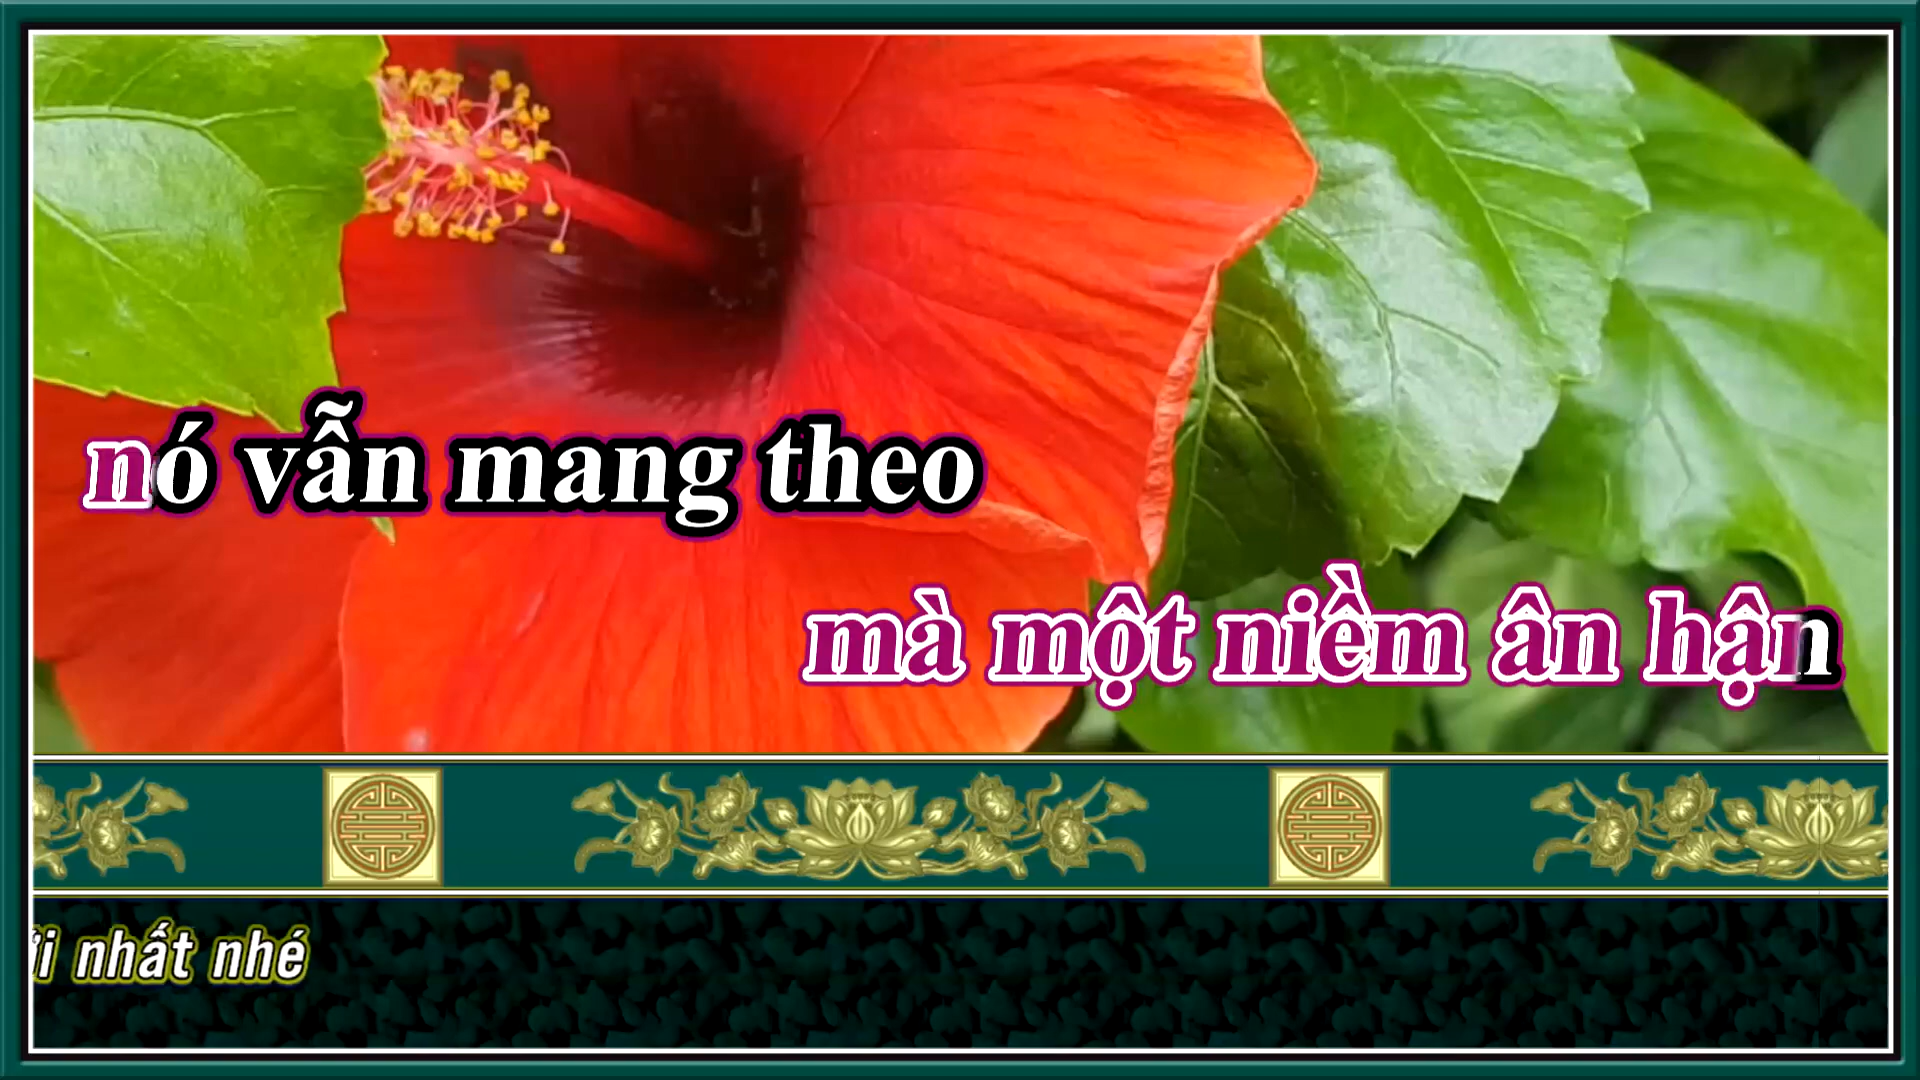 nó vẫn mang theo
mà một niềm ân hận
nhất nhé